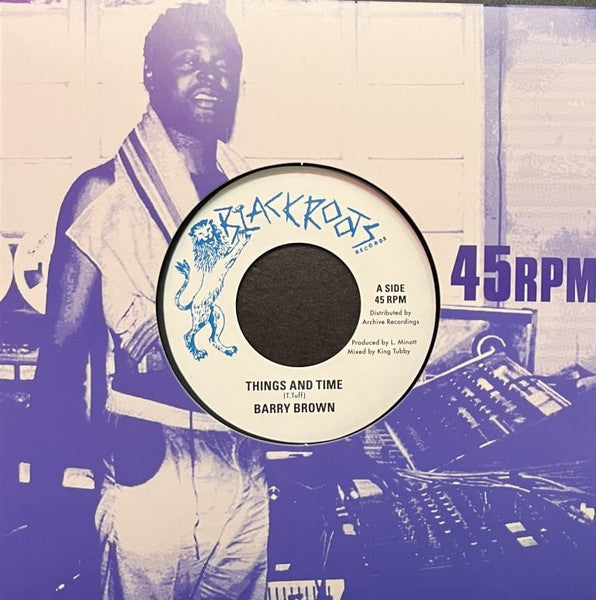 BLACKROOTS
RECORDS
A SIDE
45 RPM
Distributed by
Archive Recordings
Produced by L. Minott
Mixed by King Tubby
THINGS AND TIME
(T.Tuff)
BARRY BROWN
45RPM